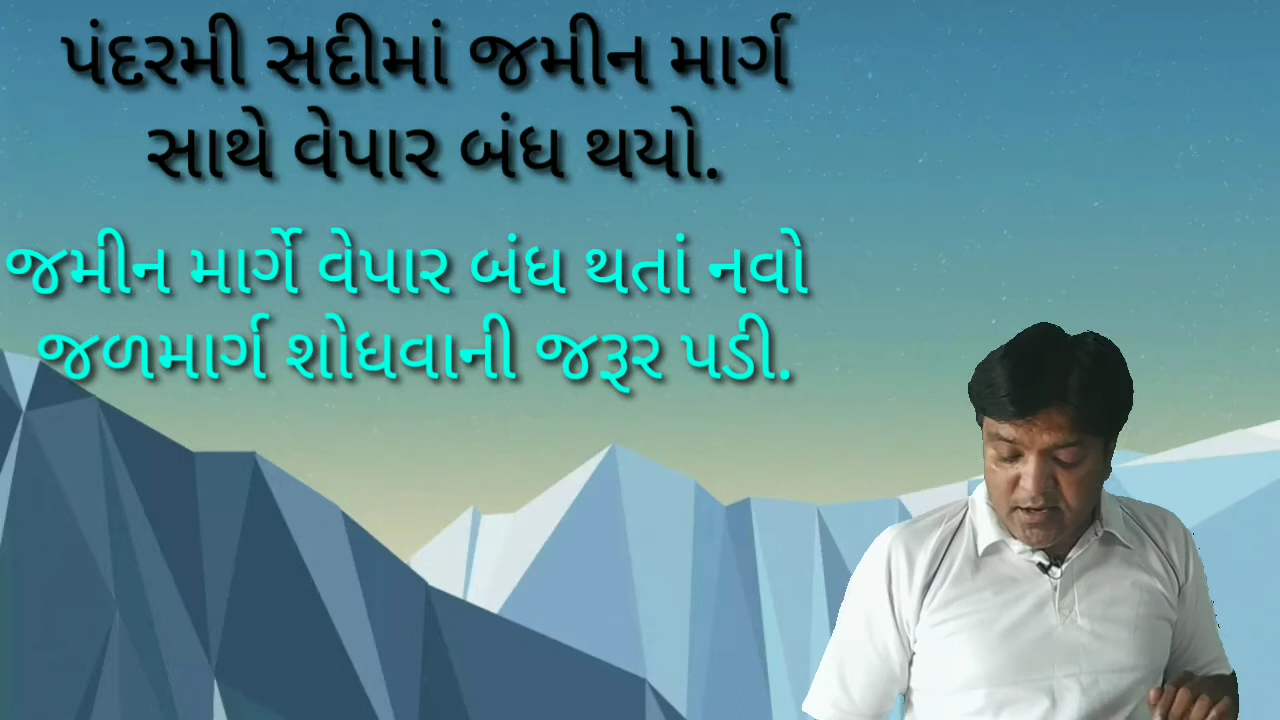 પંદરમી સદીમાં જમીન માર્ગ
સાથે વેપાર બંધ થયો.
જમીન માર્ગે વેપાર બંધ થતાં નવો
જળમાર્ગ શોધવાની જરૂર પડી.